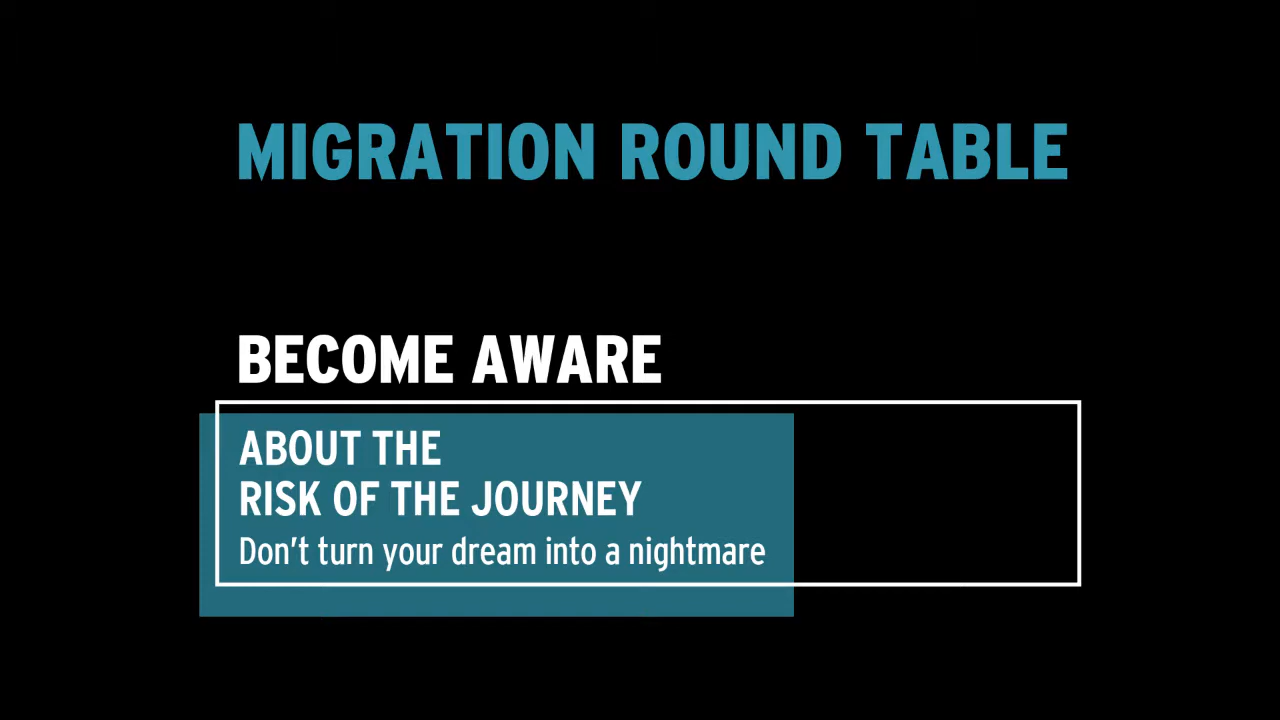 MIGRATION ROUND TABLE
BECOME AWARE
ABOUT THE
RISK OF THE JOURNEY
Don't turn your dream into a nightmare